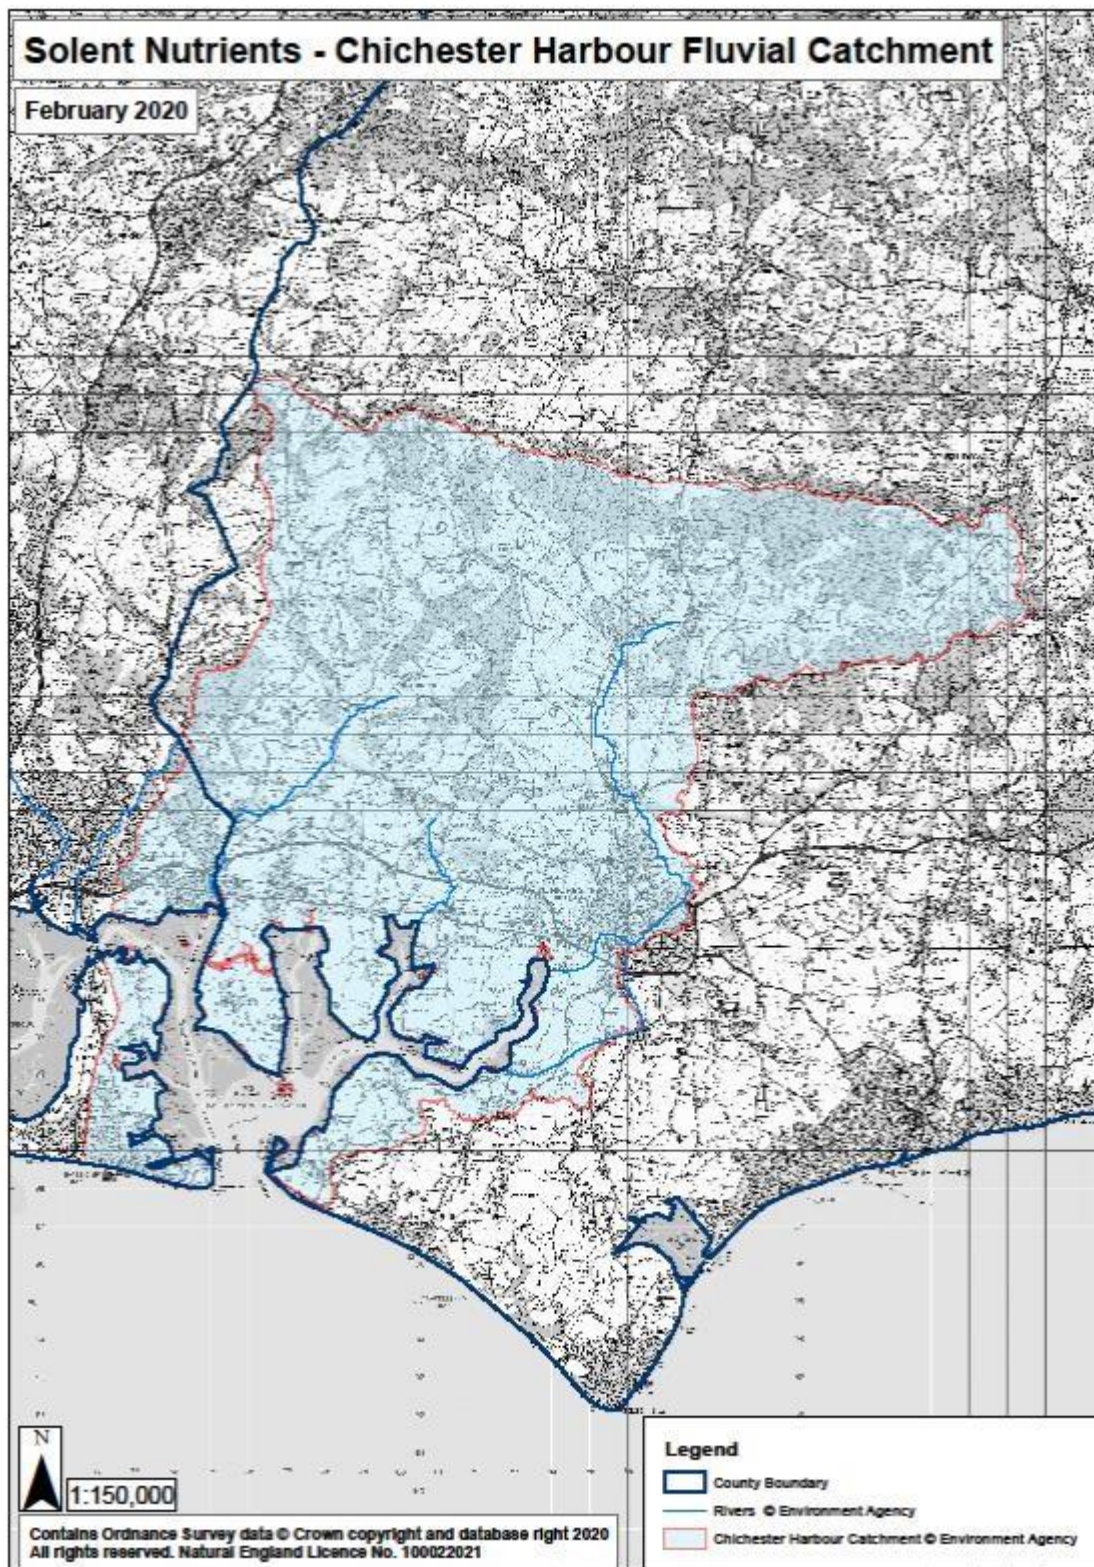 Solent Nutrients - Chichester Harbour Fluvial Catchment
February 2020
N
1:150,000
Contains Ordnance Survey data © Crown copyright and database right 2020
All rights reserved. Natural England Licence No. 100022021
Legend
County Boundary
Rivers © Environment Agency
Chichester Harbour Catchment © Environment Agency